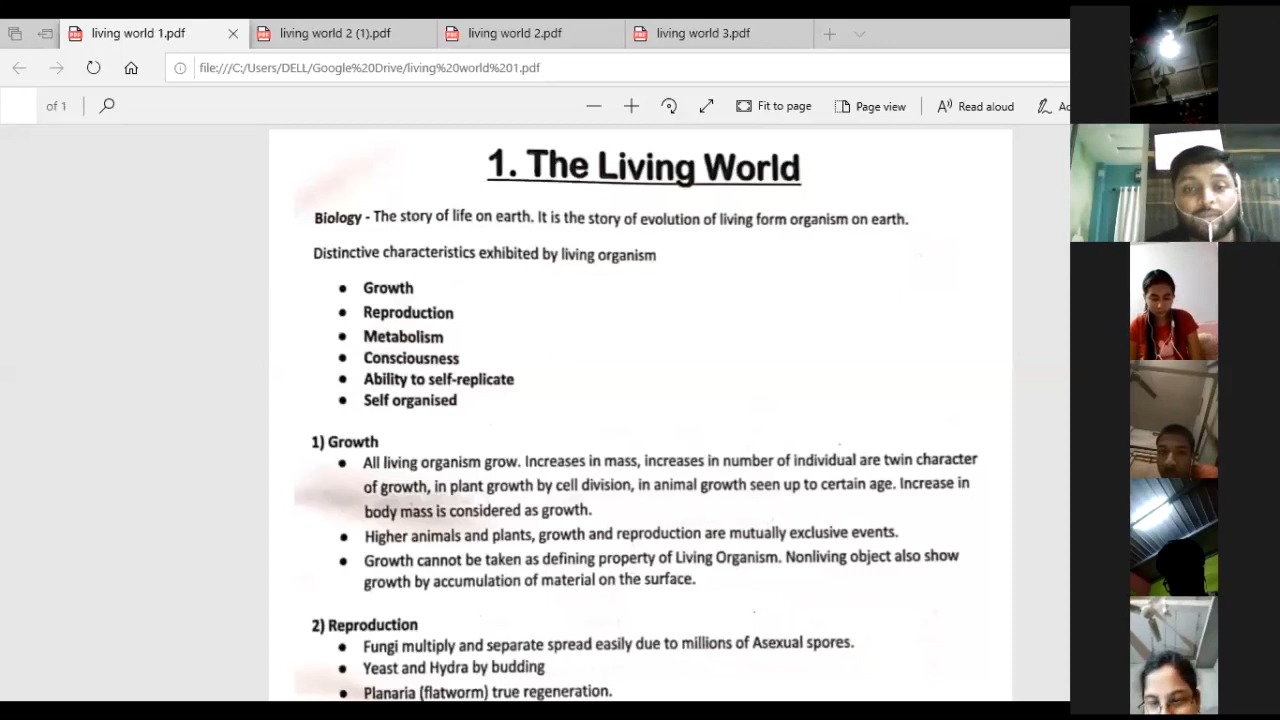 living world 1.pdf
living world 2 (1).pdf
living world 2.pdf
living world 3.pdf
file:///C:/Users/DELL/Google%20Drive/living%20world%201.pdf
of 1
Fit to page
Page view
Read aloud
1. The Living World
Biology - The story of life on earth. It is the story of evolution of living form organism on earth.
Distinctive characteristics exhibited by living organism
• Growth
• Reproduction
• Metabolism
• Consciousness
• Ability to self-replicate
• Self organised
1) Growth
• All living organism grow. Increases in mass, increases in number of individual are twin character
of growth, in plant growth by cell division, in animal growth seen up to certain age. Increase in
body mass is considered as growth.
• Higher animals and plants, growth and reproduction are mutually exclusive events.
• Growth cannot be taken as defining property of Living Organism. Nonliving object also show
growth by accumulation of material on the surface.
2) Reproduction
• Fungi multiply and separate spread easily due to millions of Asexual spores.
• Yeast and Hydra by budding
• Planaria (flatworm) true regeneration.